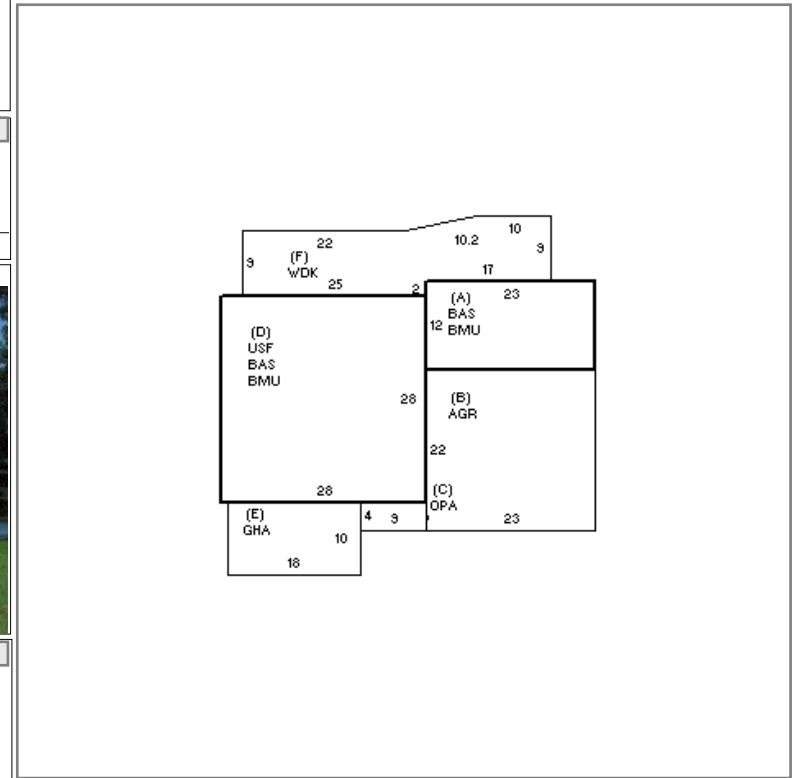 10
22
10.2
9
(F)
9
WDK
17
25
2
23
(A)
BAS
12
BMU
(D)
USF
BAS
BMU
28
(B)
AGR
22
28
(C)
OPA
(E)
GHA
4
9
23
10
18